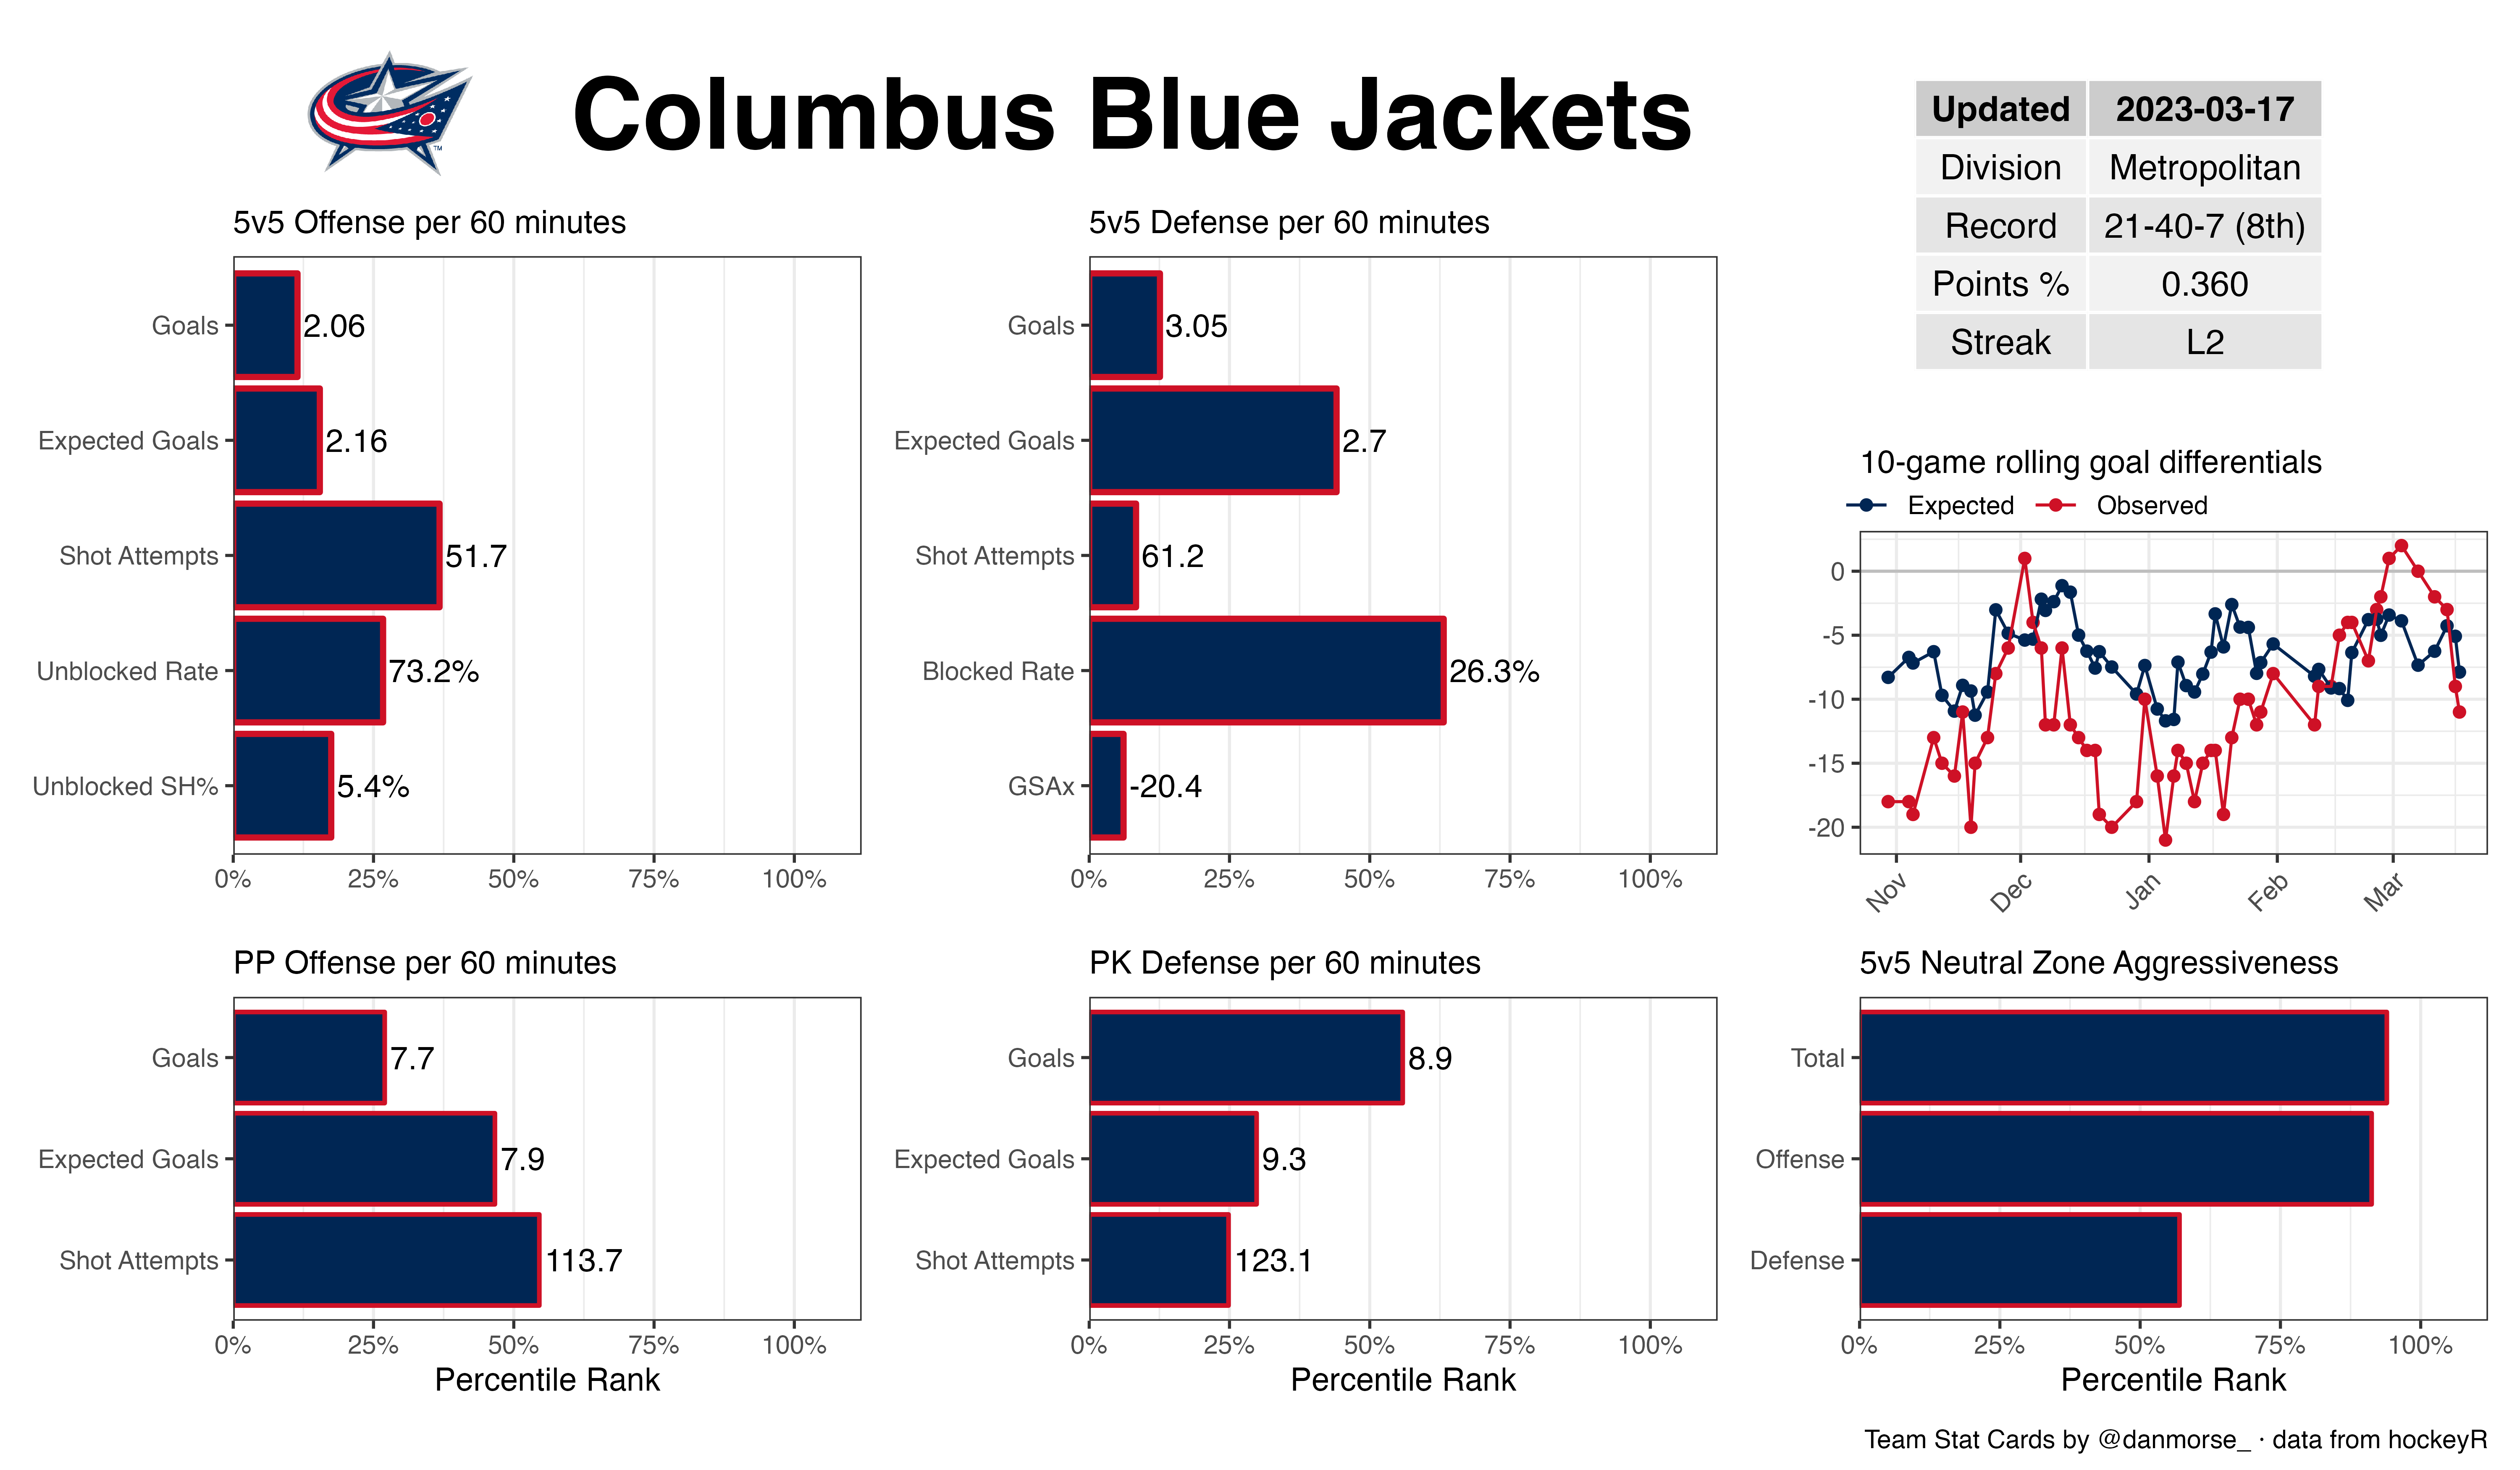 Columbus Blue Jackets
TM
Updated 2023-03-17
Division Metropolitan
Record 21-40-7 (8th)
Points % 0.360
Streak L2
5v5 Offense per 60 minutes
Goals 2.06
Expected Goals 2.16
Shot Attempts 51.7
Unblocked Rate 73.2%
Unblocked SH% 5.4%
0% 25% 50% 75% 100%
5v5 Defense per 60 minutes
Goals 3.05
Expected Goals 2.7
Shot Attempts 61.2
Blocked Rate 26.3%
GSAx -20.4
0% 25% 50% 75% 100%
10-game rolling goal differentials
Expected Observed
0
-5
-10
-15
-20
Nov Dec Jan Feb Mar
PP Offense per 60 minutes
Goals 7.7
Expected Goals 7.9
Shot Attempts 113.7
0% 25% 50% 75% 100%
Percentile Rank
PK Defense per 60 minutes
Goals 8.9
Expected Goals 9.3
Shot Attempts 123.1
0% 25% 50% 75% 100%
Percentile Rank
5v5 Neutral Zone Aggressiveness
Total
Offense
Defense
0% 25% 50% 75% 100%
Percentile Rank
Team Stat Cards by @danmorse_ · data from hockeyR